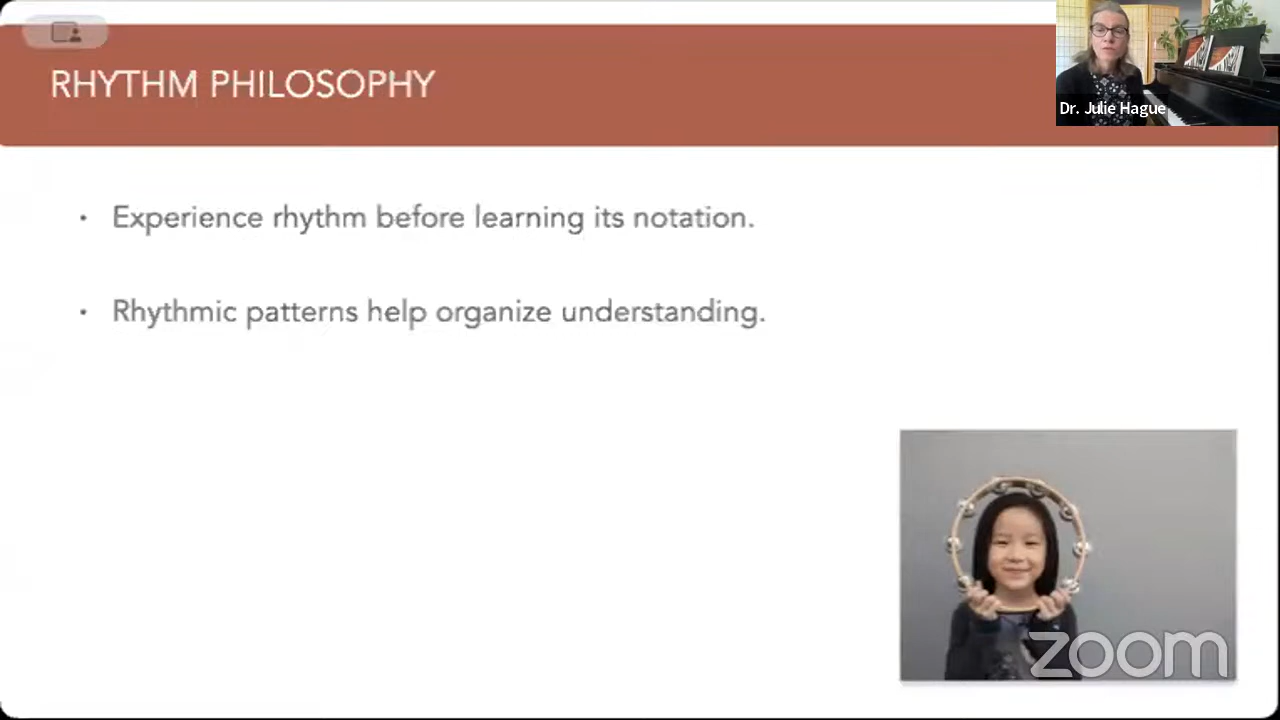 RHYTHM PHILOSOPHY
Dr. Julie Hague
• Experience rhythm before learning its notation.
• Rhythmic patterns help organize understanding.
zoom